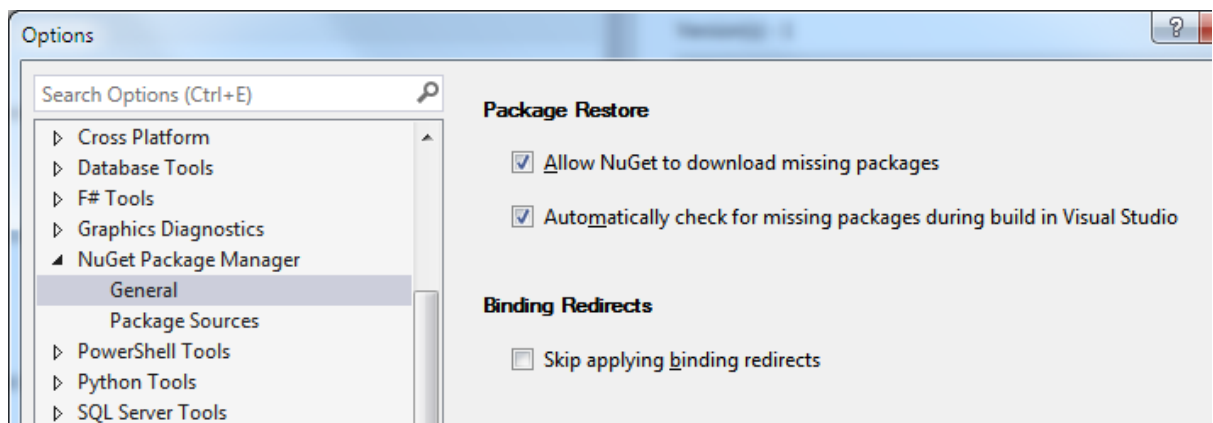 Options
Search Options (Ctrl+E)
Cross Platform
Database Tools
F# Tools
Graphics Diagnostics
NuGet Package Manager
General
Package Sources
PowerShell Tools
Python Tools
SQL Server Tools
Package Restore
Allow NuGet to download missing packages
Automatically check for missing packages during build in Visual Studio
Binding Redirects
Skip applying binding redirects